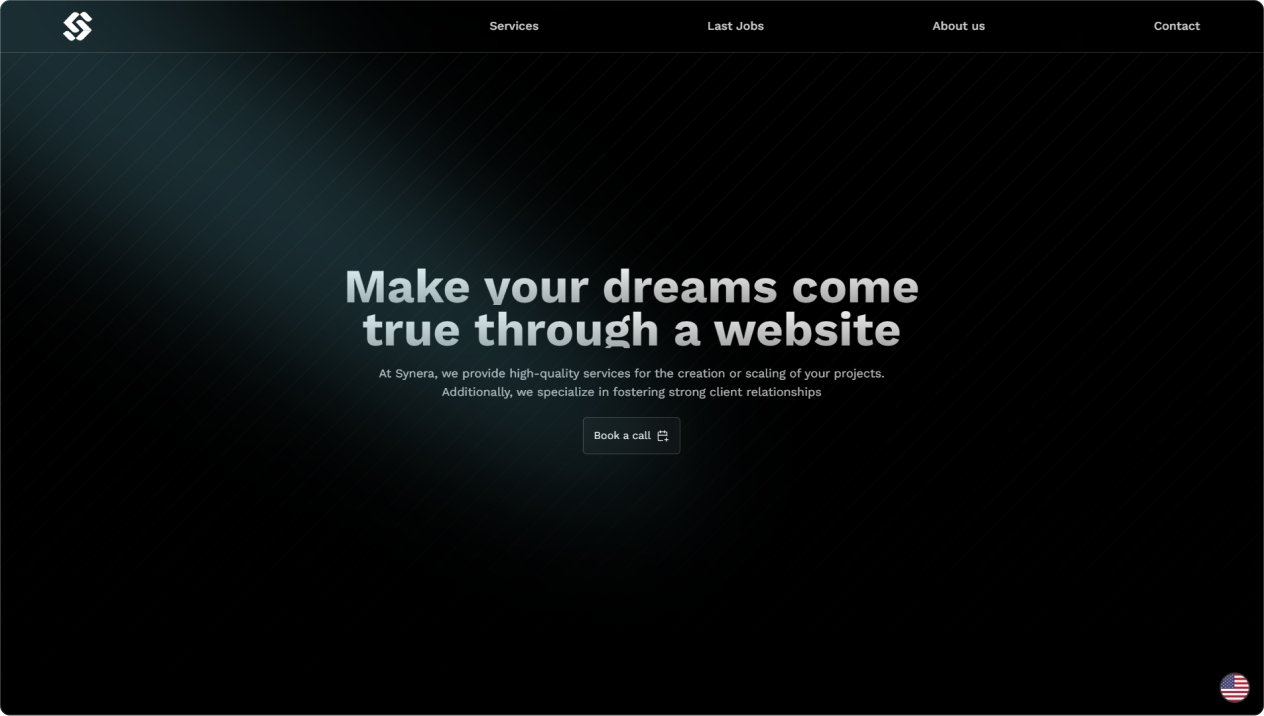 Services
Last Jobs
About us
Contact
Make your dreams come
true through a website
At Synera, we provide high-quality services for the creation or scaling of your projects.
Additionally, we specialize in fostering strong client relationships
Book a call